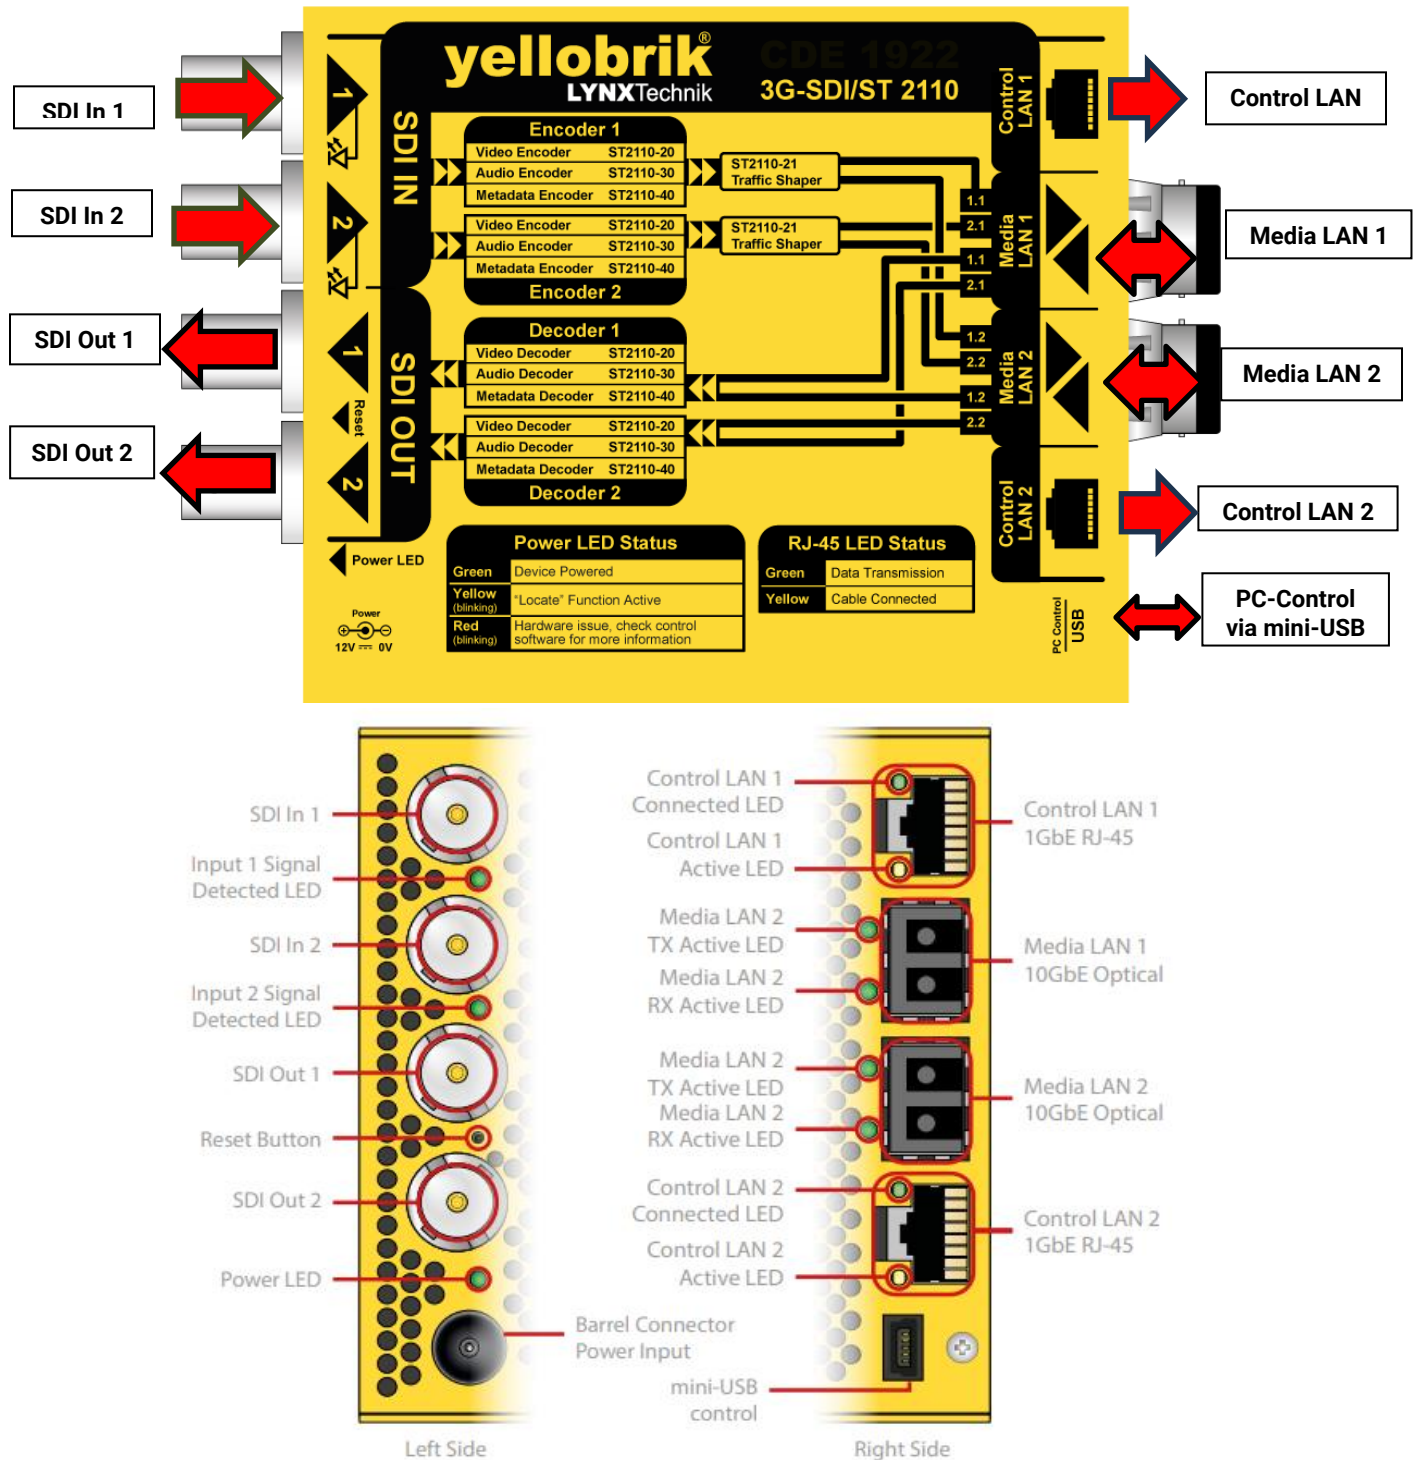 yellobrik®
LYNXTechnik
CDE 1922
3G-SDI/ST 2110
SDI In 1
SDI In 2
SDI Out 1
SDI Out 2
1
2
SDI IN
1
Reset
2
SDI OUT
Power LED
Power
12V 0V
Encoder 1
Video Encoder ST2110-20
Audio Encoder ST2110-30
Metadata Encoder ST2110-40
Video Encoder ST2110-20
Audio Encoder ST2110-30
Metadata Encoder ST2110-40
Encoder 2
ST2110-21
Traffic Shaper
ST2110-21
Traffic Shaper
Decoder 1
Video Decoder ST2110-20
Audio Decoder ST2110-30
Metadata Decoder ST2110-40
Video Decoder ST2110-20
Audio Decoder ST2110-30
Metadata Decoder ST2110-40
Decoder 2
1.1
2.1
1.1
2.1
1.2
2.2
1.2
2.2
Control
LAN 1
Media
LAN 1
Media
LAN 2
Control
LAN 2
PC Control
USB
Control LAN
Media LAN 1
Media LAN 2
Control LAN 2
PC-Control
via mini-USB
Power LED Status
Green Device Powered
Yellow
(blinking) "Locate" Function Active
Red
(blinking) Hardware issue, check control
software for more information
RJ-45 LED Status
Green Data Transmission
Yellow Cable Connected
SDI In 1
Input 1 Signal
Detected LED
SDI In 2
Input 2 Signal
Detected LED
SDI Out 1
Reset Button
SDI Out 2
Power LED
Barrel Connector
Power Input
Left Side
Control LAN 1
Connected LED
Control LAN 1
Active LED
Media LAN 2
TX Active LED
Media LAN 2
RX Active LED
Media LAN 2
TX Active LED
Media LAN 2
RX Active LED
Control LAN 2
Connected LED
Control LAN 2
Active LED
mini-USB
control
Control LAN 1
1GbE RJ-45
Media LAN 1
10GbE Optical
Media LAN 2
10GbE Optical
Control LAN 2
1GbE RJ-45
Right Side